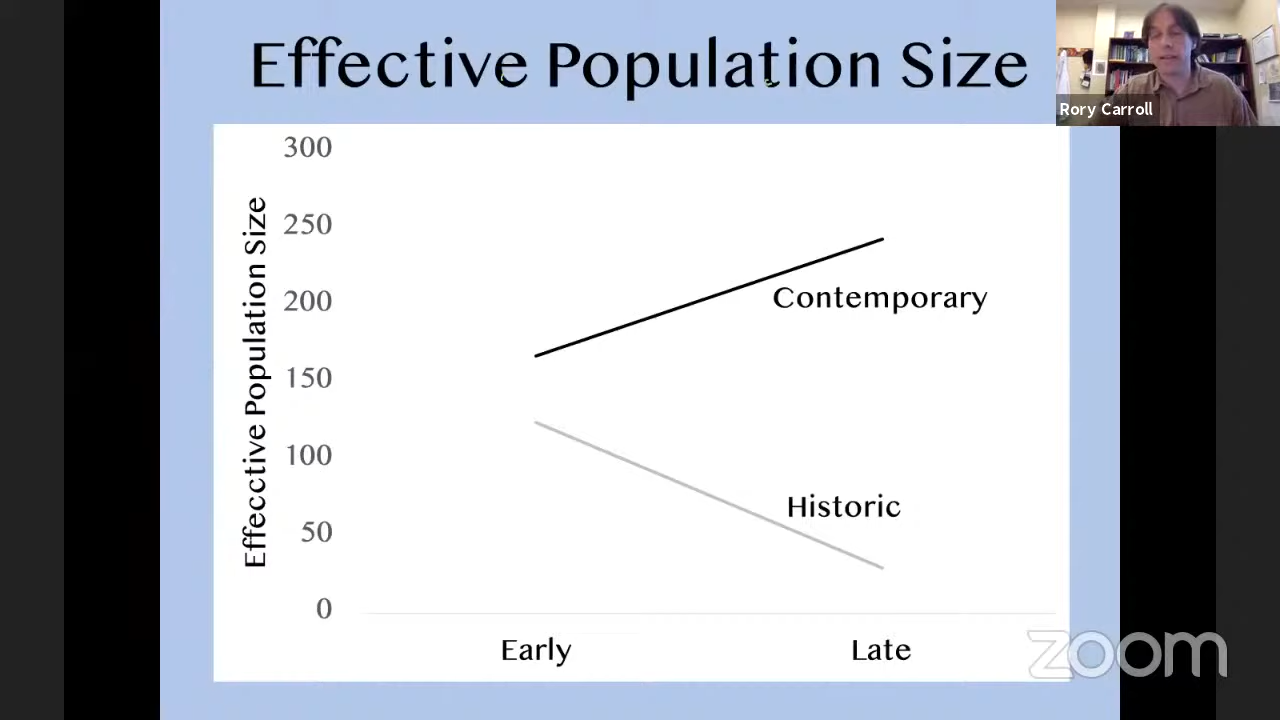 Effective Population Size
Rory Carroll
300
250
200
150
100
50
0
Effecctive Population Size
Contemporary
Historic
Early
Late
zoom